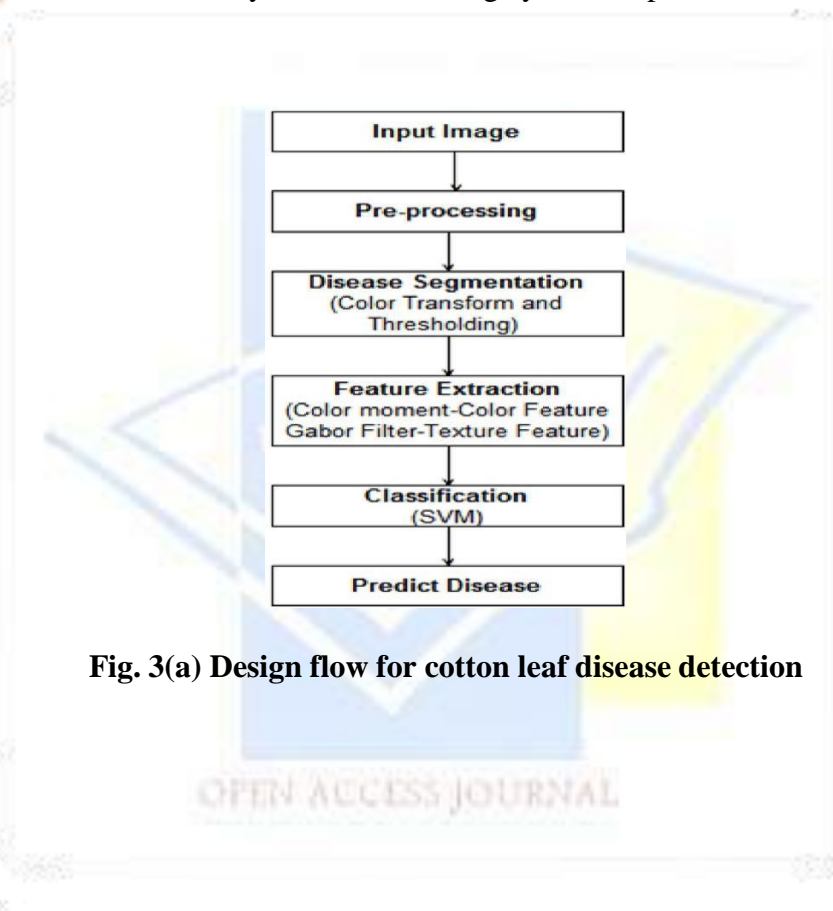 Input Image
Pre-processing
Disease Segmentation
(Color Transform and
Thresholding)
Feature Extraction
(Color moment-Color Feature
Gabor Filter-Texture Feature)
Classification
(SVM)
Predict Disease
Fig. 3(a) Design flow for cotton leaf disease detection
OPEN ACCESS JOURNAL